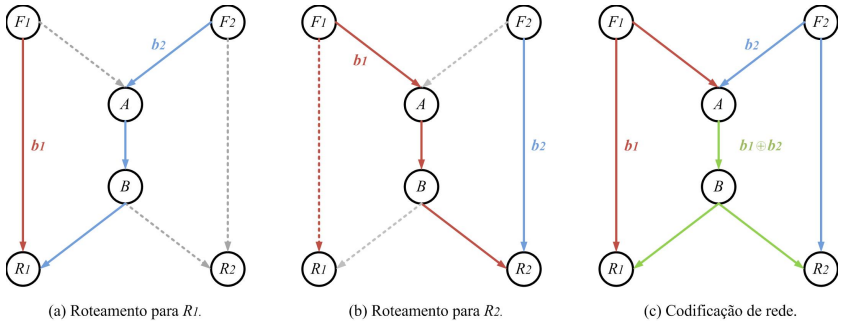 F1 F2 F1 F2 F1 F2
b2 b1 b2
A A A
b1 b2 b1 b1⊕b2
B B B
R1 R2 R1 R2 R1 R2
(a) Roteamento para R1. (b) Roteamento para R2. (c) Codificação de rede.